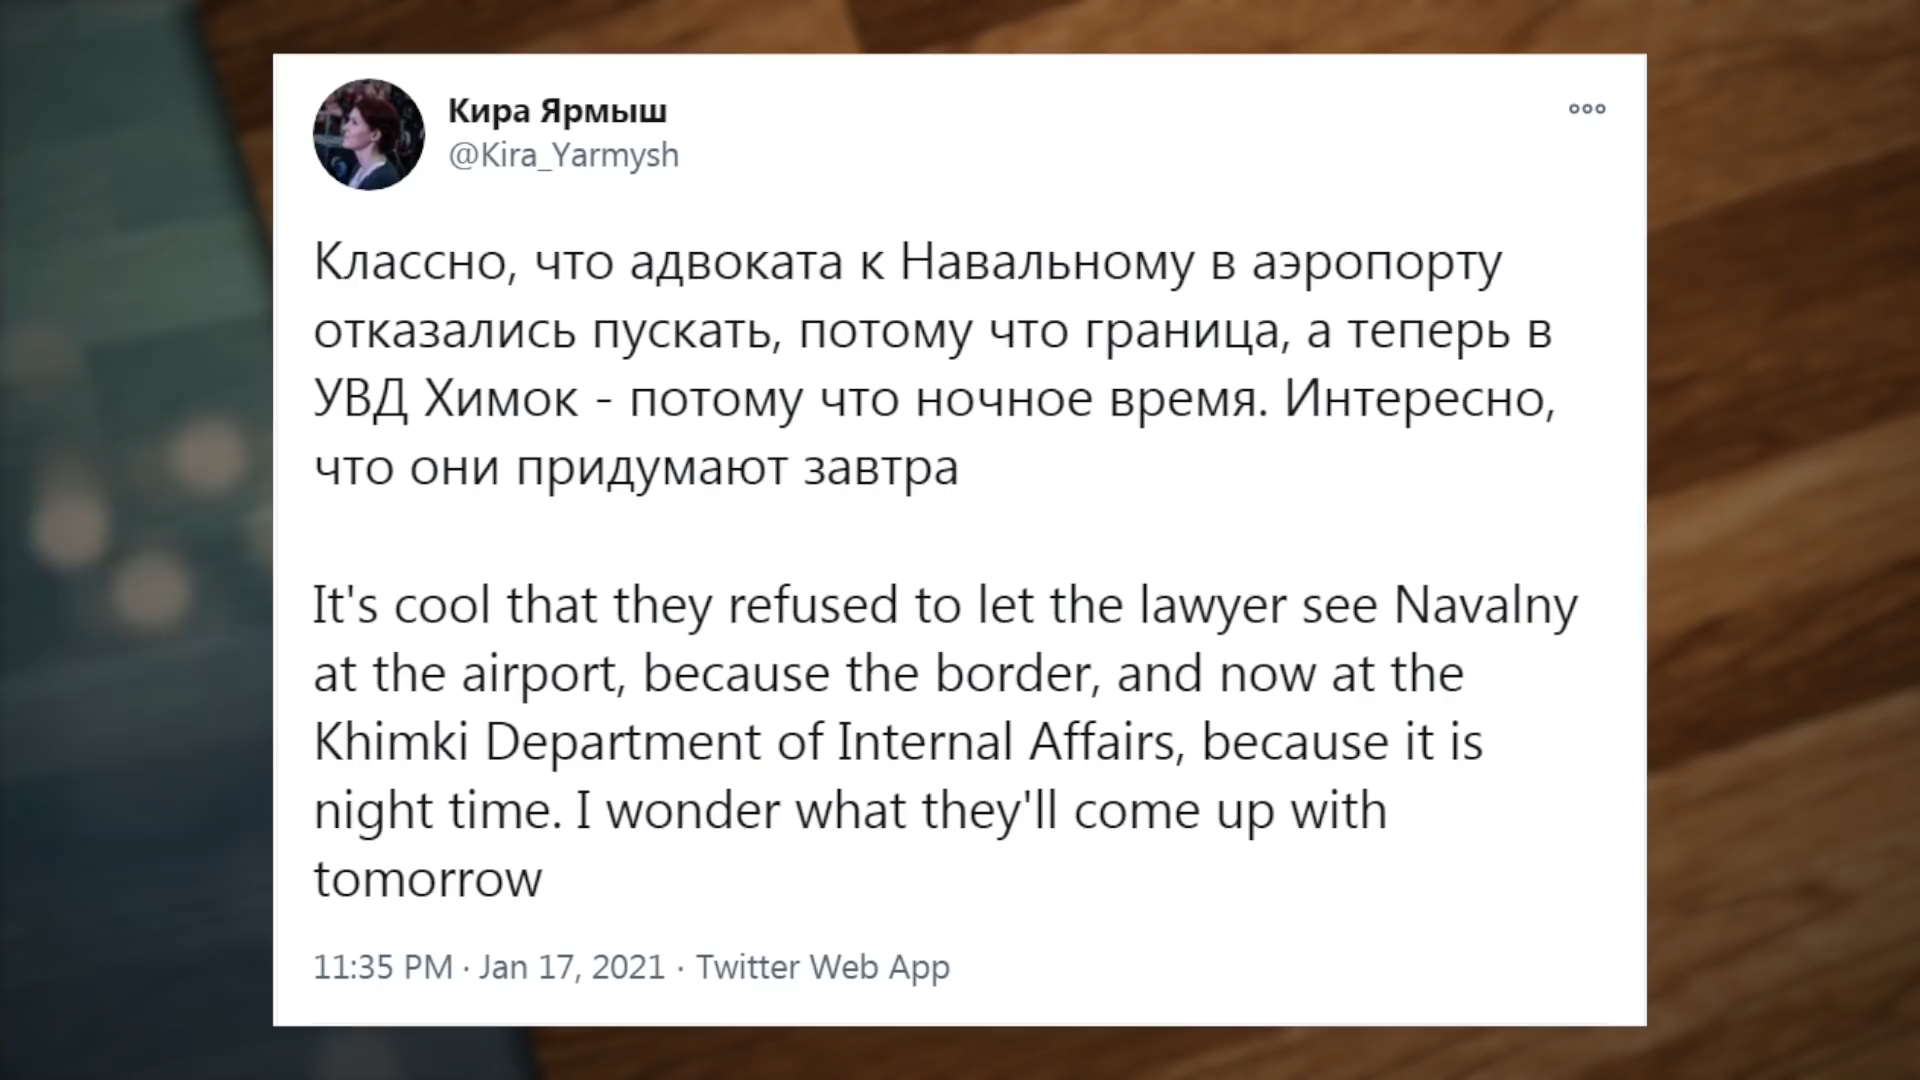 Кира Ярмыш
@Kira_Yarmysh
Классно, что адвоката к Навальному в аэропорту
отказались пускать, потому что граница, а теперь в
УВД Химок - потому что ночное время. Интересно,
что они придумают завтра
It's cool that they refused to let the lawyer see Navalny
at the airport, because the border, and now at the
Khimki Department of Internal Affairs, because it is
night time. I wonder what they'll come up with
tomorrow
11:35 PM · Jan 17, 2021 · Twitter Web App